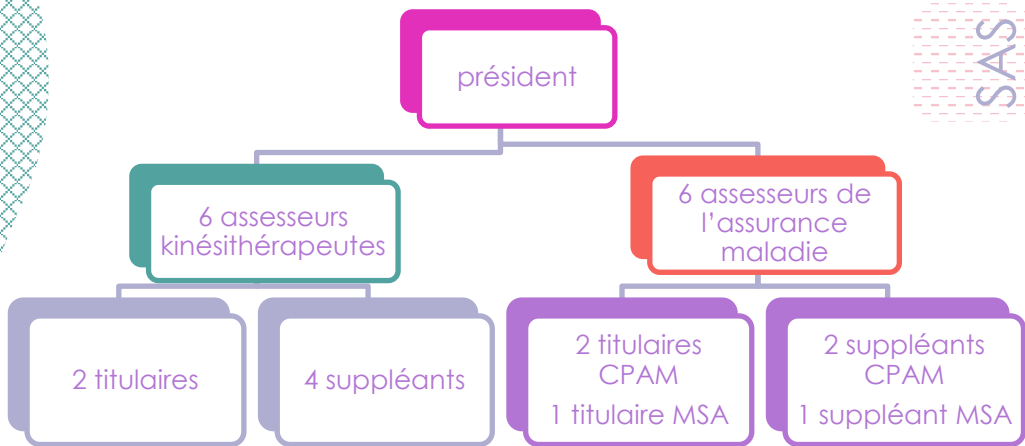 président
SAS
6 assesseurs
kinésithérapeutes
6 assesseurs de
l’assurance
maladie
2 titulaires
4 suppléants
2 titulaires
CPAM
1 titulaire MSA
2 suppléants
CPAM
1 suppléant MSA